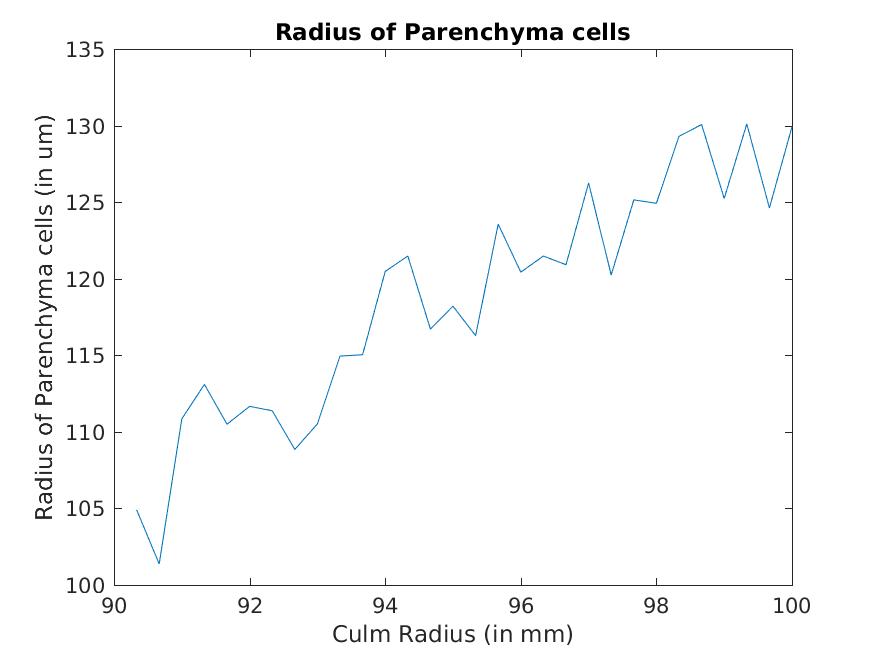 Radius of Parenchyma cells
135
130
125
120
115
110
105
100
Radius of Parenchyma cells (in um)
90 92 94 96 98 100
Culm Radius (in mm)